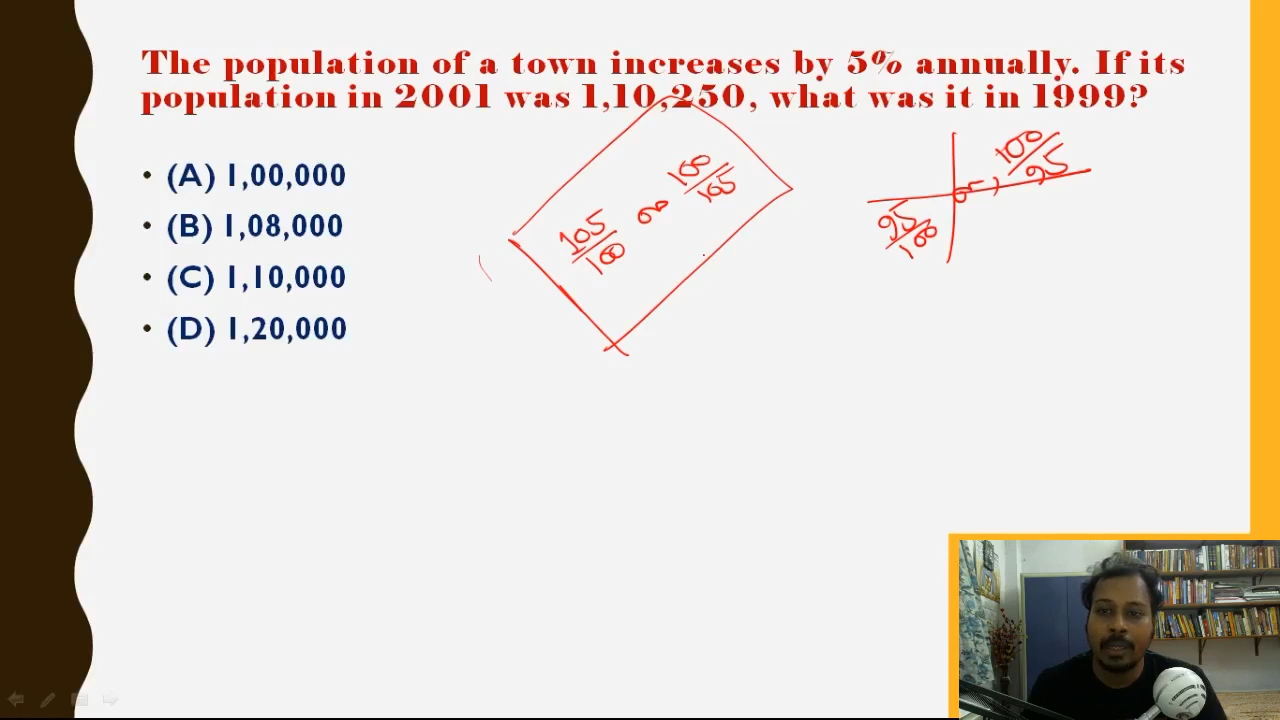 The population of a town increases by 5% annually. If its
population in 2001 was 1,10,250, what was it in 1999?
• (A) 1,00,000
• (B) 1,08,000
• (C) 1,10,000
• (D) 1,20,000
105/100 or 100/105
95/100 or, 100/95